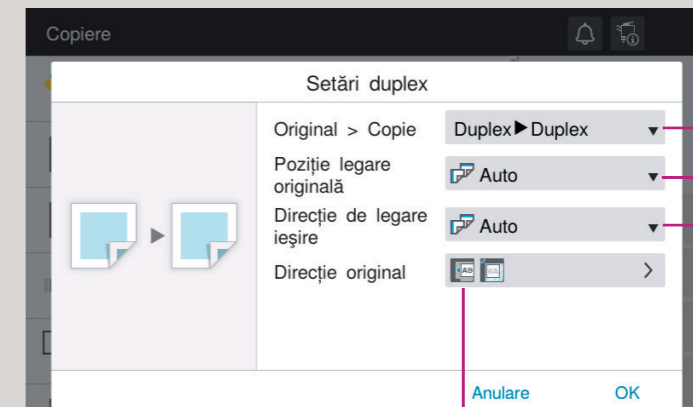 Copiere
Setări duplex
Original > Copie
Duplex▶Duplex
Poziție legare
originală
Auto
Direcție de legare
ieșire
Auto
Direcție original
AB
Anulare
OK